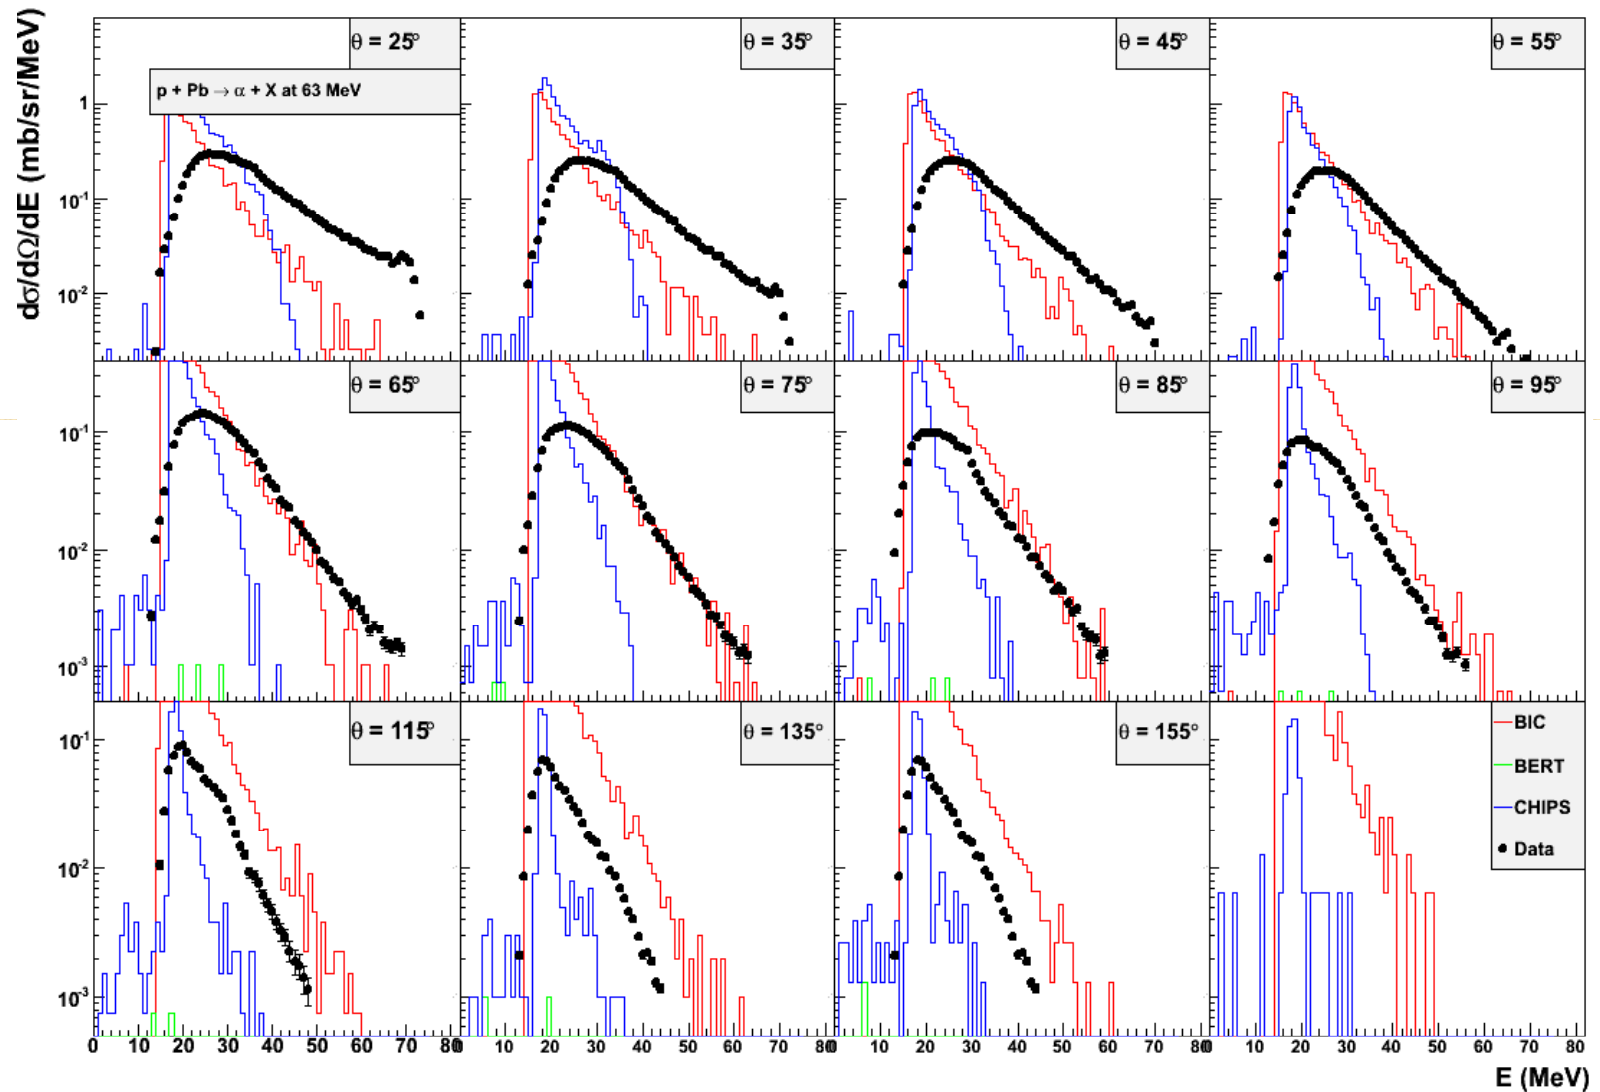 dσ/dΩ/dE (mb/sr/MeV)
θ = 25°
θ = 35°
θ = 45°
θ = 55°
p + Pb → α + X at 63 MeV
1
10⁻¹
10⁻²
θ = 65°
θ = 75°
θ = 85°
θ = 95°
10⁻¹
10⁻²
10⁻³
θ = 115°
θ = 135°
θ = 155°
BIC
BERT
CHIPS
Data
10⁻¹
10⁻²
10⁻³
0 10 20 30 40 50 60 70 80 0 10 20 30 40 50 60 70 80 0 10 20 30 40 50 60 70 80 0 10 20 30 40 50 60 70 80
E (MeV)